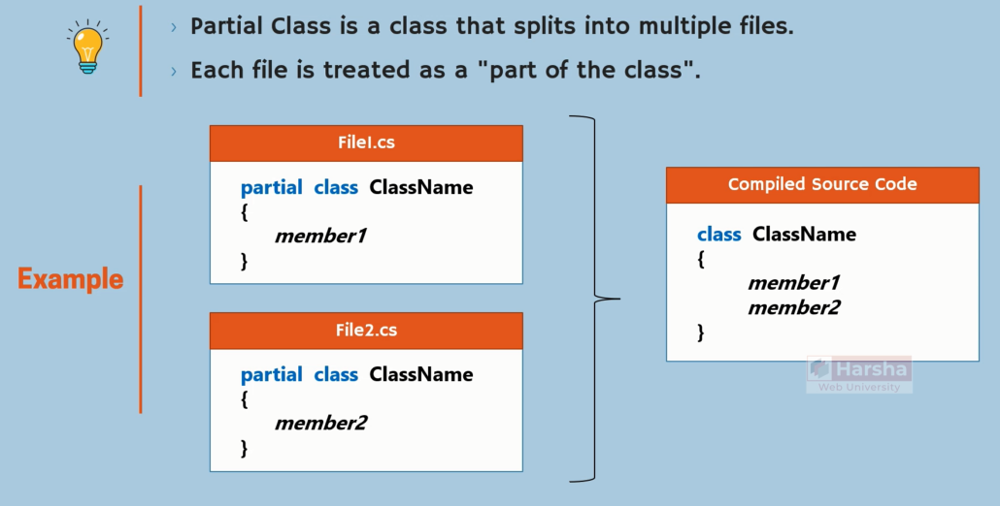 › Partial Class is a class that splits into multiple files.
› Each file is treated as a "part of the class".
Example
File1.cs
partial class ClassName
{
member1
}
File2.cs
partial class ClassName
{
member2
}
Compiled Source Code
class ClassName
{
member1
member2
}
Harsha
Web University